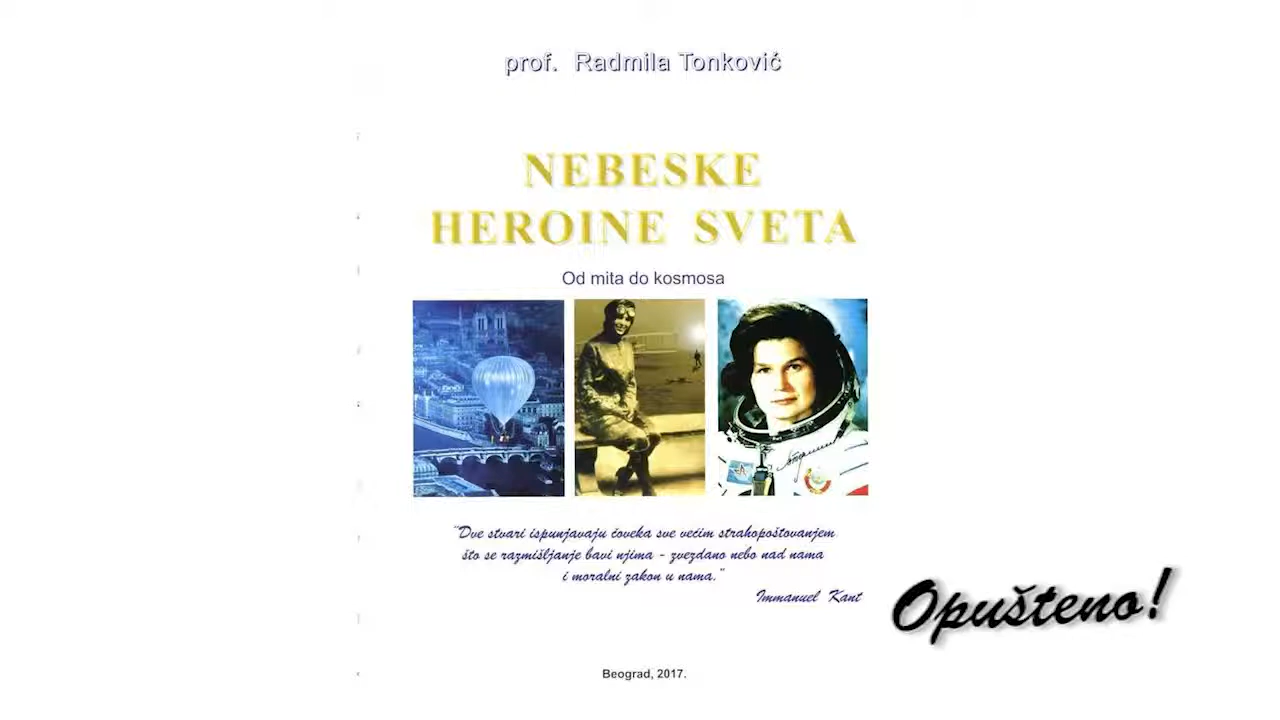 prof. Radmila Tonković
NEBESKE
HEROINE SVETA
Od mita do kosmosa
"Dve stvari ispunjavaju čoveka sve većim strahopoštovanjem
što se razmišljanje bavi njima - zvezdano nebo nad nama
i moralni zakon u nama."
Immanuel Kant
Opušteno!
Beograd, 2017.